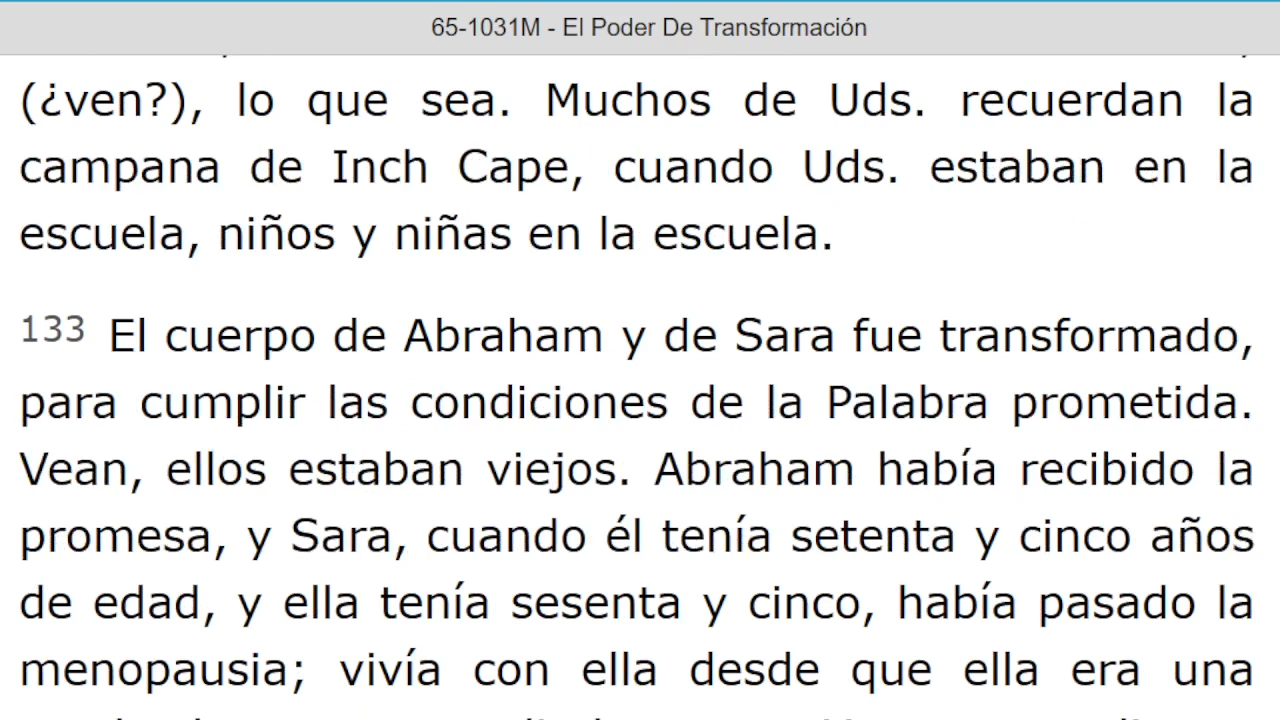 65-1031M - El Poder De Transformación
(¿ven?), lo que sea. Muchos de Uds. recuerdan la
campana de Inch Cape, cuando Uds. estaban en la
escuela, niños y niñas en la escuela.
133 El cuerpo de Abraham y de Sara fue transformado,
para cumplir las condiciones de la Palabra prometida.
Vean, ellos estaban viejos. Abraham había recibido la
promesa, y Sara, cuando él tenía setenta y cinco años
de edad, y ella tenía sesenta y cinco, había pasado la
menopausia; vivía con ella desde que ella era una